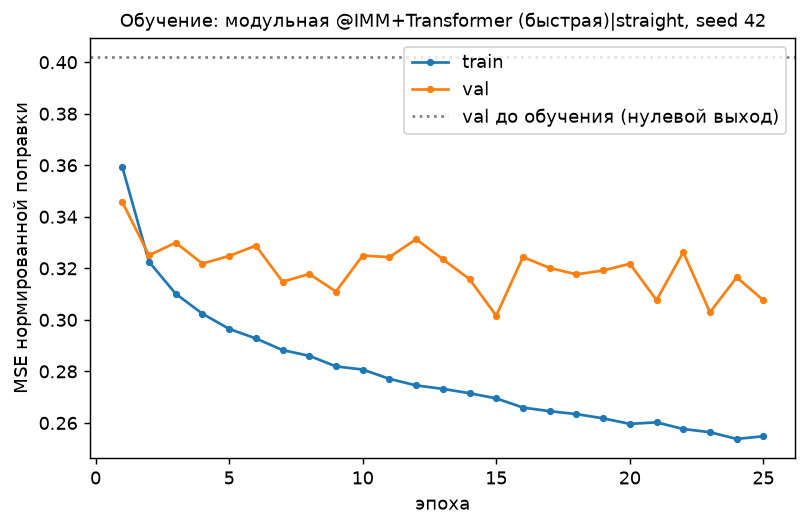 Обучение: модульная @IMM+Transformer (быстрая)|straight, seed 42
MSE нормированной поправки
0.40
0.38
0.36
0.34
0.32
0.30
0.28
0.26
train
val
val до обучения (нулевой выход)
0 5 10 15 20 25
эпоха